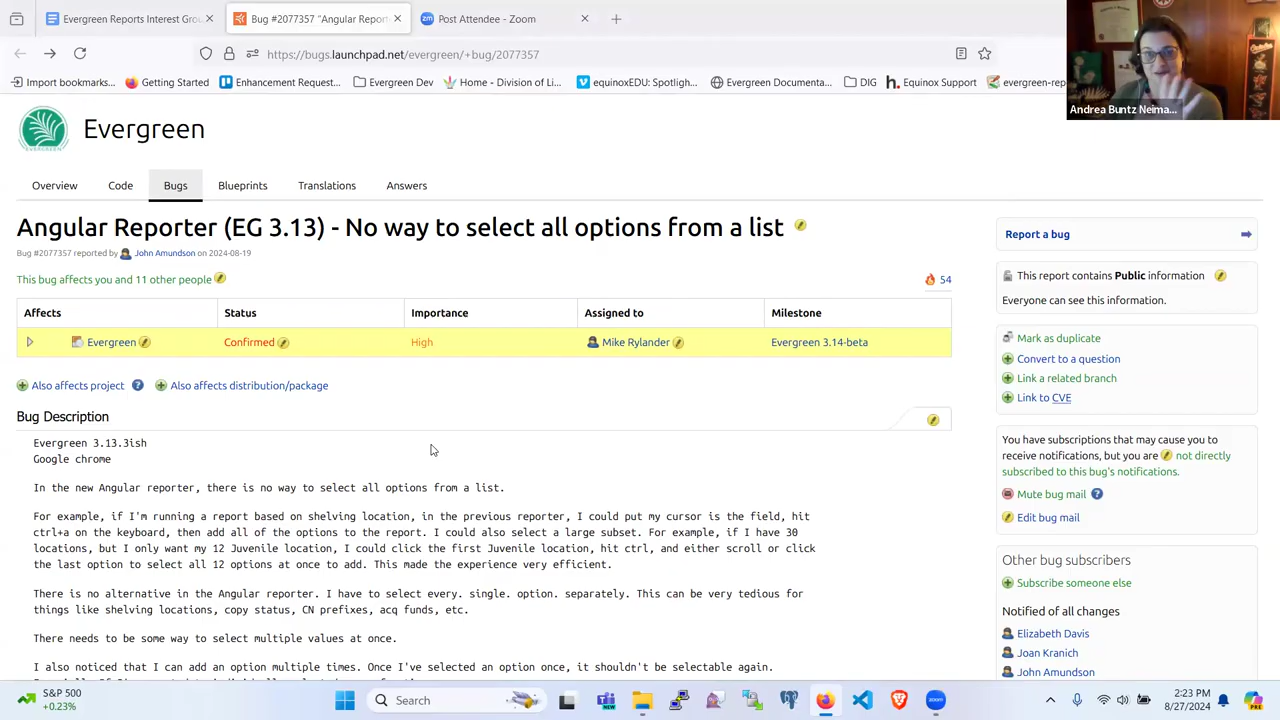 Evergreen Reports Interest Grou
Bug #2077357 "Angular Report
Post Attendee - Zoom
https://bugs.launchpad.net/evergreen/+bug/2077357
Import bookmarks...
Getting Started
Enhancement Request...
Evergreen Dev
Home - Division of Li...
equinoxEDU: Spotligh...
Evergreen Documenta...
DIG
Equinox Support
evergreen-rep
Andrea Buntz Neima...
EVERGREEN
Evergreen
Overview
Code
Bugs
Blueprints
Translations
Answers
Angular Reporter (EG 3.13) - No way to select all options from a list
Bug #2077357 reported by John Amundson on 2024-08-19
This bug affects you and 11 other people
54
Affects
Status
Importance
Assigned to
Milestone
Evergreen
Confirmed
High
Mike Rylander
Evergreen 3.14-beta
Also affects project
Also affects distribution/package
Bug Description
Evergreen 3.13.3ish
Google chrome
In the new Angular reporter, there is no way to select all options from a list.
For example, if I'm running a report based on shelving location, in the previous reporter, I could put my cursor is the field, hit
ctrl+a on the keyboard, then add all of the options to the report. I could also select a large subset. For example, if I have 30
locations, but I only want my 12 Juvenile location, I could click the first Juvenile location, hit ctrl, and either scroll or click
the last option to select all 12 options at once to add. This made the experience very efficient.
There is no alternative in the Angular reporter. I have to select every. single. option. separately. This can be very tedious for
things like shelving locations, copy status, CN prefixes, acq funds, etc.
There needs to be some way to select multiple values at once.
I also noticed that I can add an option multiple times. Once I've selected an option once, it shouldn't be selectable again.
Report a bug
This report contains Public information
Everyone can see this information.
Mark as duplicate
Convert to a question
Link a related branch
Link to CVE
You have subscriptions that may cause you to
receive notifications, but you are not directly
subscribed to this bug's notifications.
Mute bug mail
Edit bug mail
Other bug subscribers
Subscribe someone else
Notified of all changes
Elizabeth Davis
Joan Kranich
John Amundson
S&P 500
+0.23%
Search
2:23 PM
8/27/2024